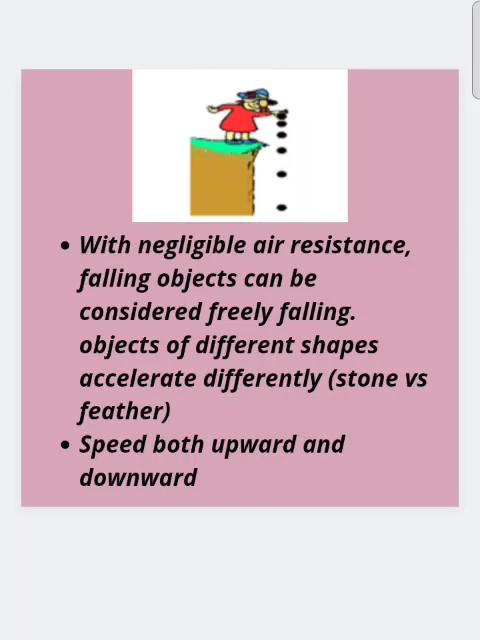 • With negligible air resistance,
falling objects can be
considered freely falling.
objects of different shapes
accelerate differently (stone vs
feather)
• Speed both upward and
downward